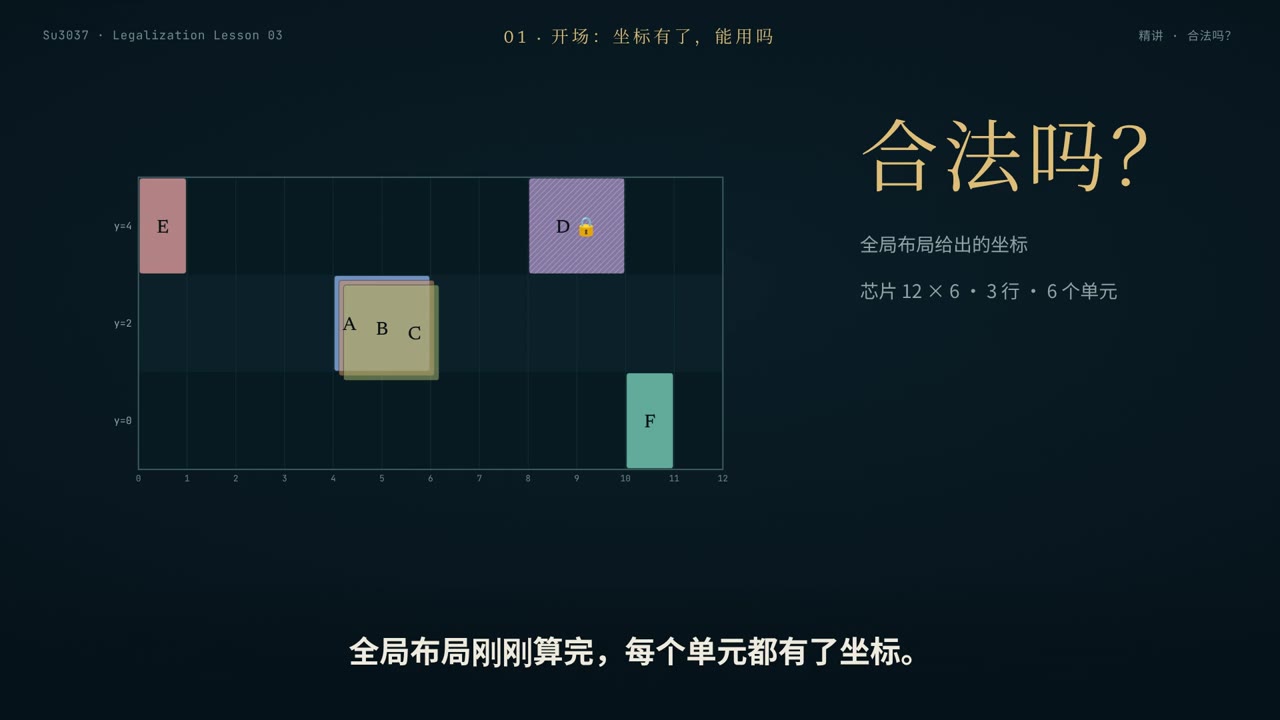 Su3037 · Legalization Lesson 03
01 · 开场：坐标有了，能用吗
精讲 · 合法吗？
合法吗？
全局布局给出的坐标
芯片 12 × 6 · 3 行 · 6 个单元
E
D 🔒
y=4
A B C
y=2
F
y=0
0 1 2 3 4 5 6 7 8 9 10 11 12
全局布局刚刚算完，每个单元都有了坐标。